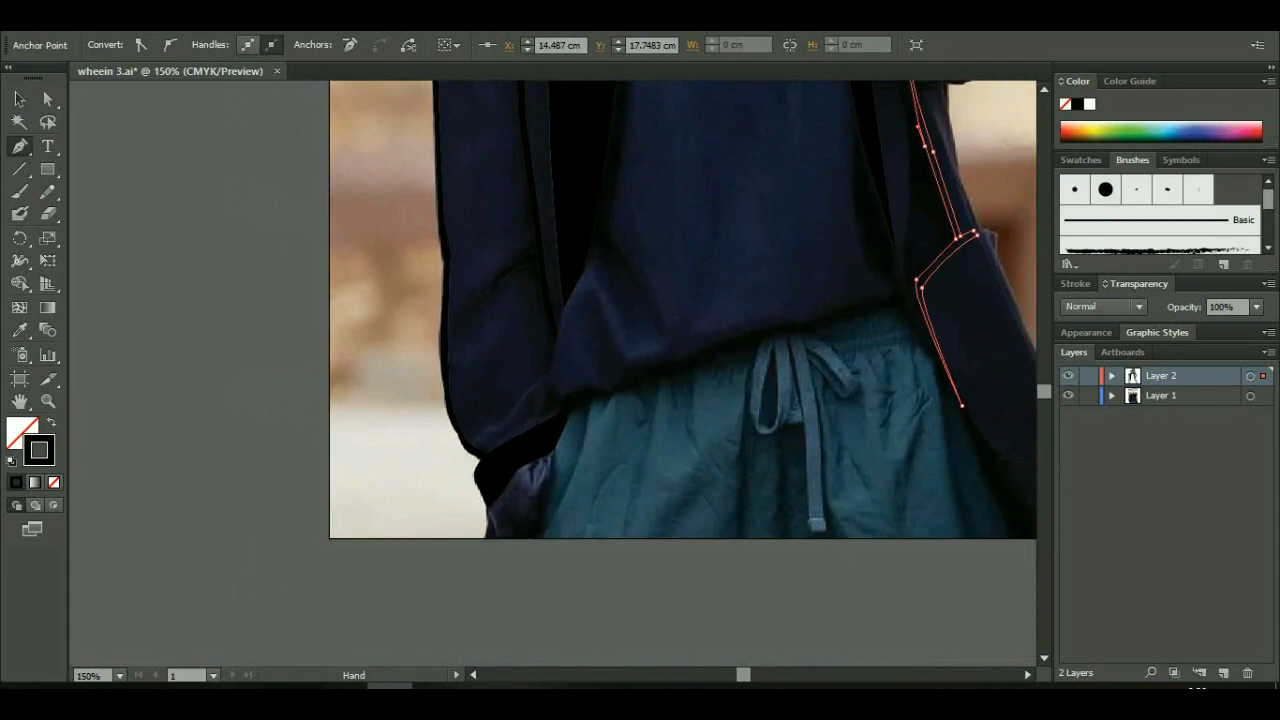 Anchor Point Convert: Handles: Anchors: X: 14.487 cm Y: 17.7483 cm W: 0 cm H: 0 cm
wheein 3.ai* @ 150% (CMYK/Preview) ×
Color Color Guide
Swatches Brushes Symbols
Basic
Stroke Transparency
Normal Opacity: 100%
Appearance Graphic Styles
Layers Artboards
Layer 2
Layer 1
T
150% 1 Hand
2 Layers